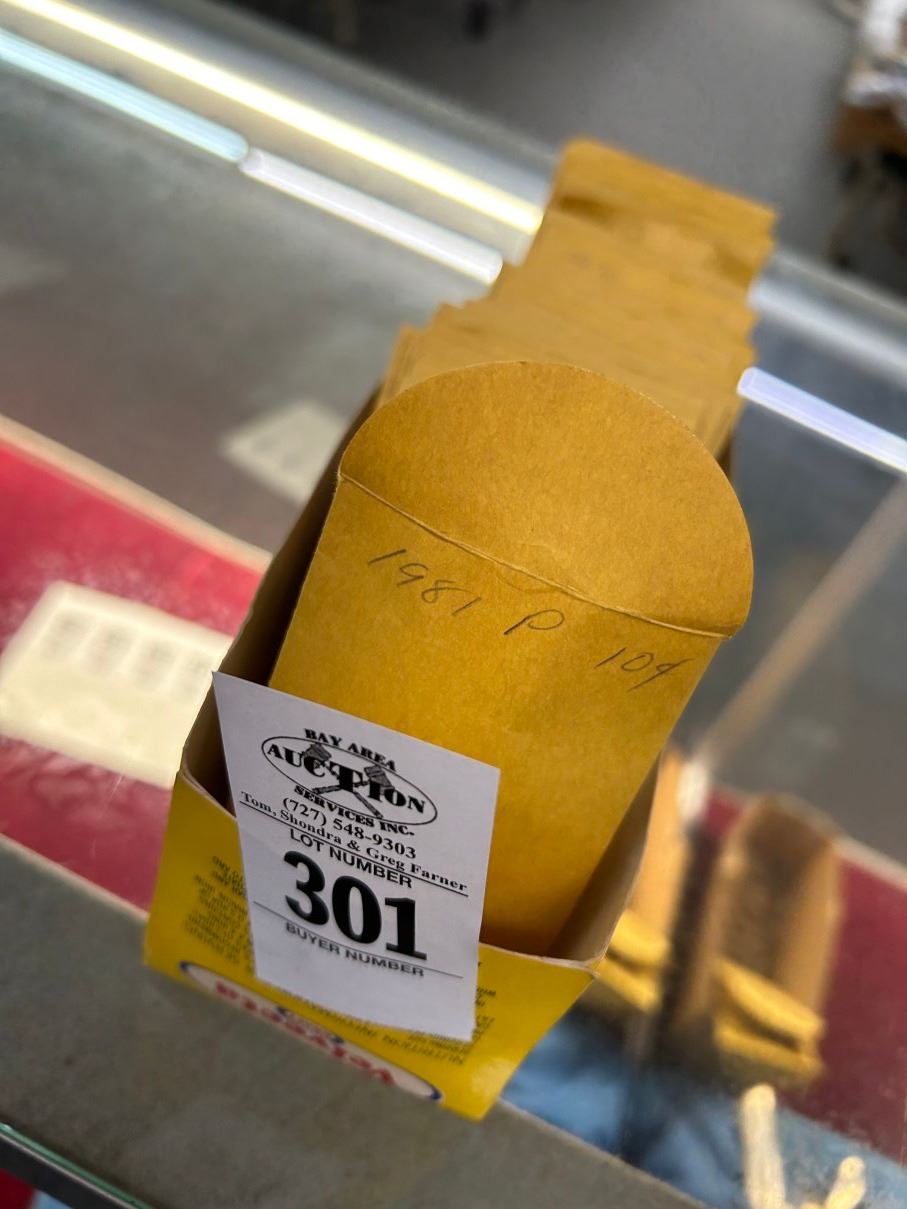 1981 P
10¢
BAY AREA
AUCTION
SERVICES INC.
(727) 548-9303
Tom, Shondra & Greg Farner
LOT NUMBER
301
BUYER NUMBER
VELVEETA